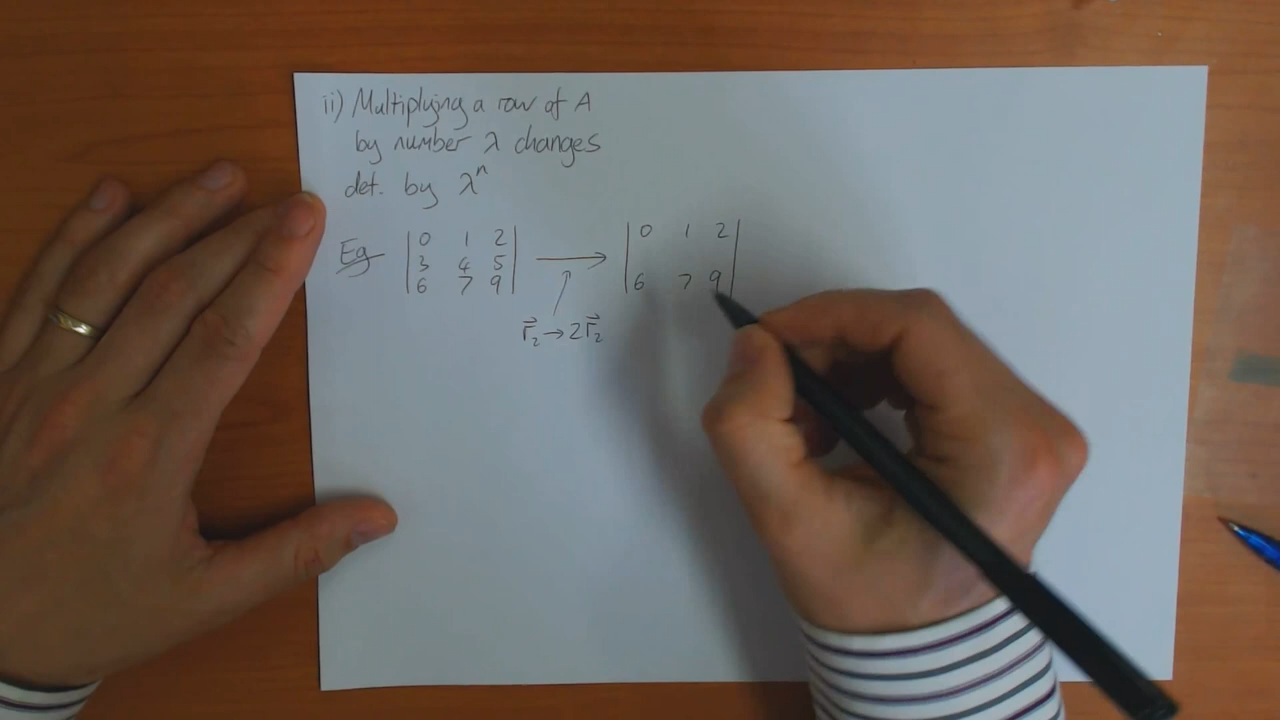 ii) Multiplying a row of A
by number λ changes
det. by λⁿ
Eg |0 1 2| → |0 1 2|
|3 4 5|
|6 7 9| |6 7 9|
r⃗₂ → 2r⃗₂